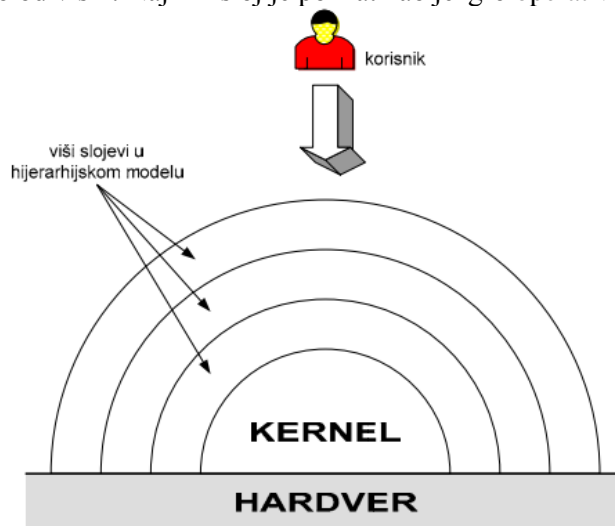 korisnik
viši slojevi u
hijerarhijskom modelu
KERNEL
HARDVER